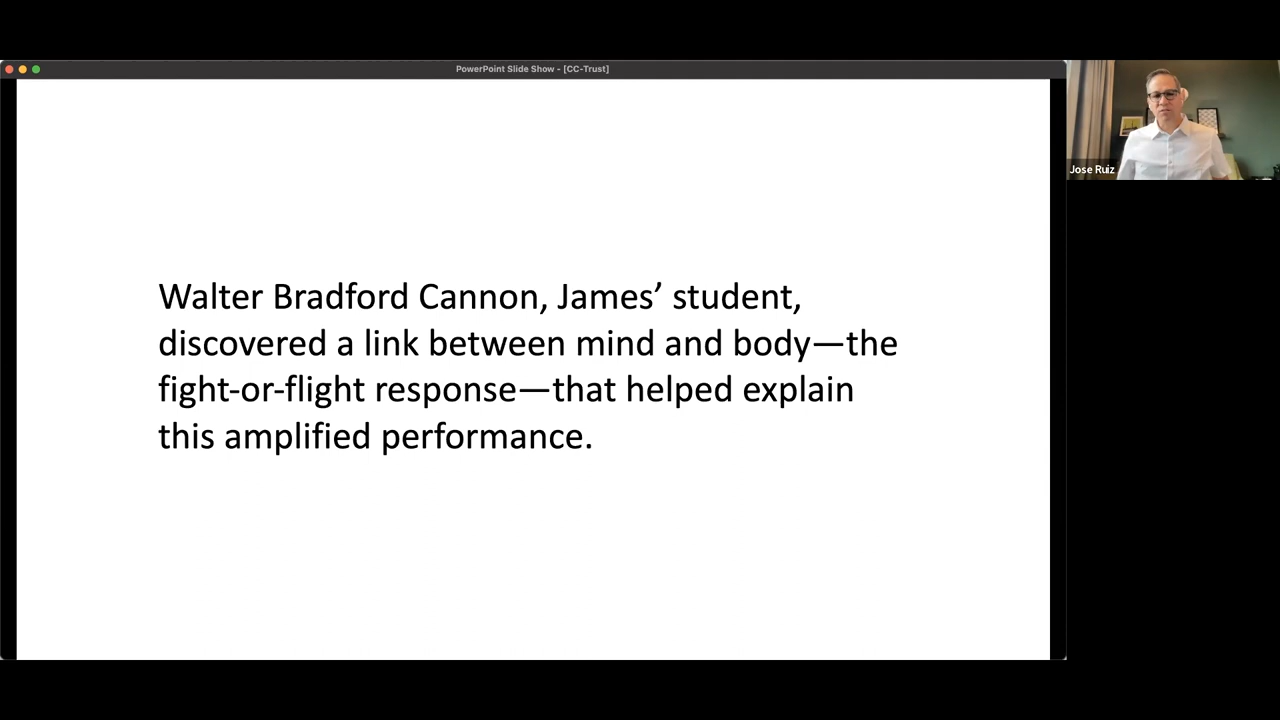 PowerPoint Slide Show - [CC-Trust]
Jose Ruiz
Walter Bradford Cannon, James’ student,
discovered a link between mind and body—the
fight-or-flight response—that helped explain
this amplified performance.